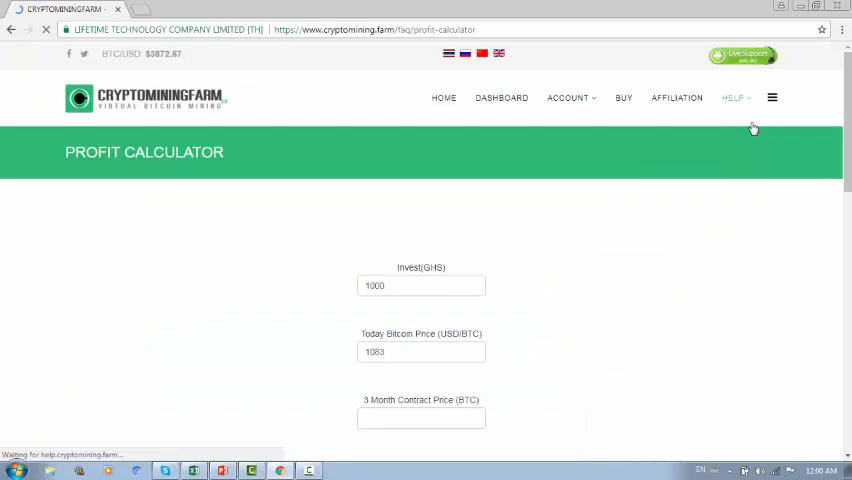 CRYPTOMININGFARM -
LIFETIME TECHNOLOGY COMPANY LIMITED [TH]
https://www.cryptomining.farm/faq/profit-calculator
BTC/USD: $3872.67
Live Support
ONLINE
CRYPTOMININGFARM
VIRTUAL BITCOIN MINING
HOME DASHBOARD ACCOUNT BUY AFFILIATION HELP
PROFIT CALCULATOR
Invest(GHS)
1000
Today Bitcoin Price (USD/BTC)
1083
3 Month Contract Price (BTC)
Waiting for help.cryptomining.farm...
EN
12:00 AM